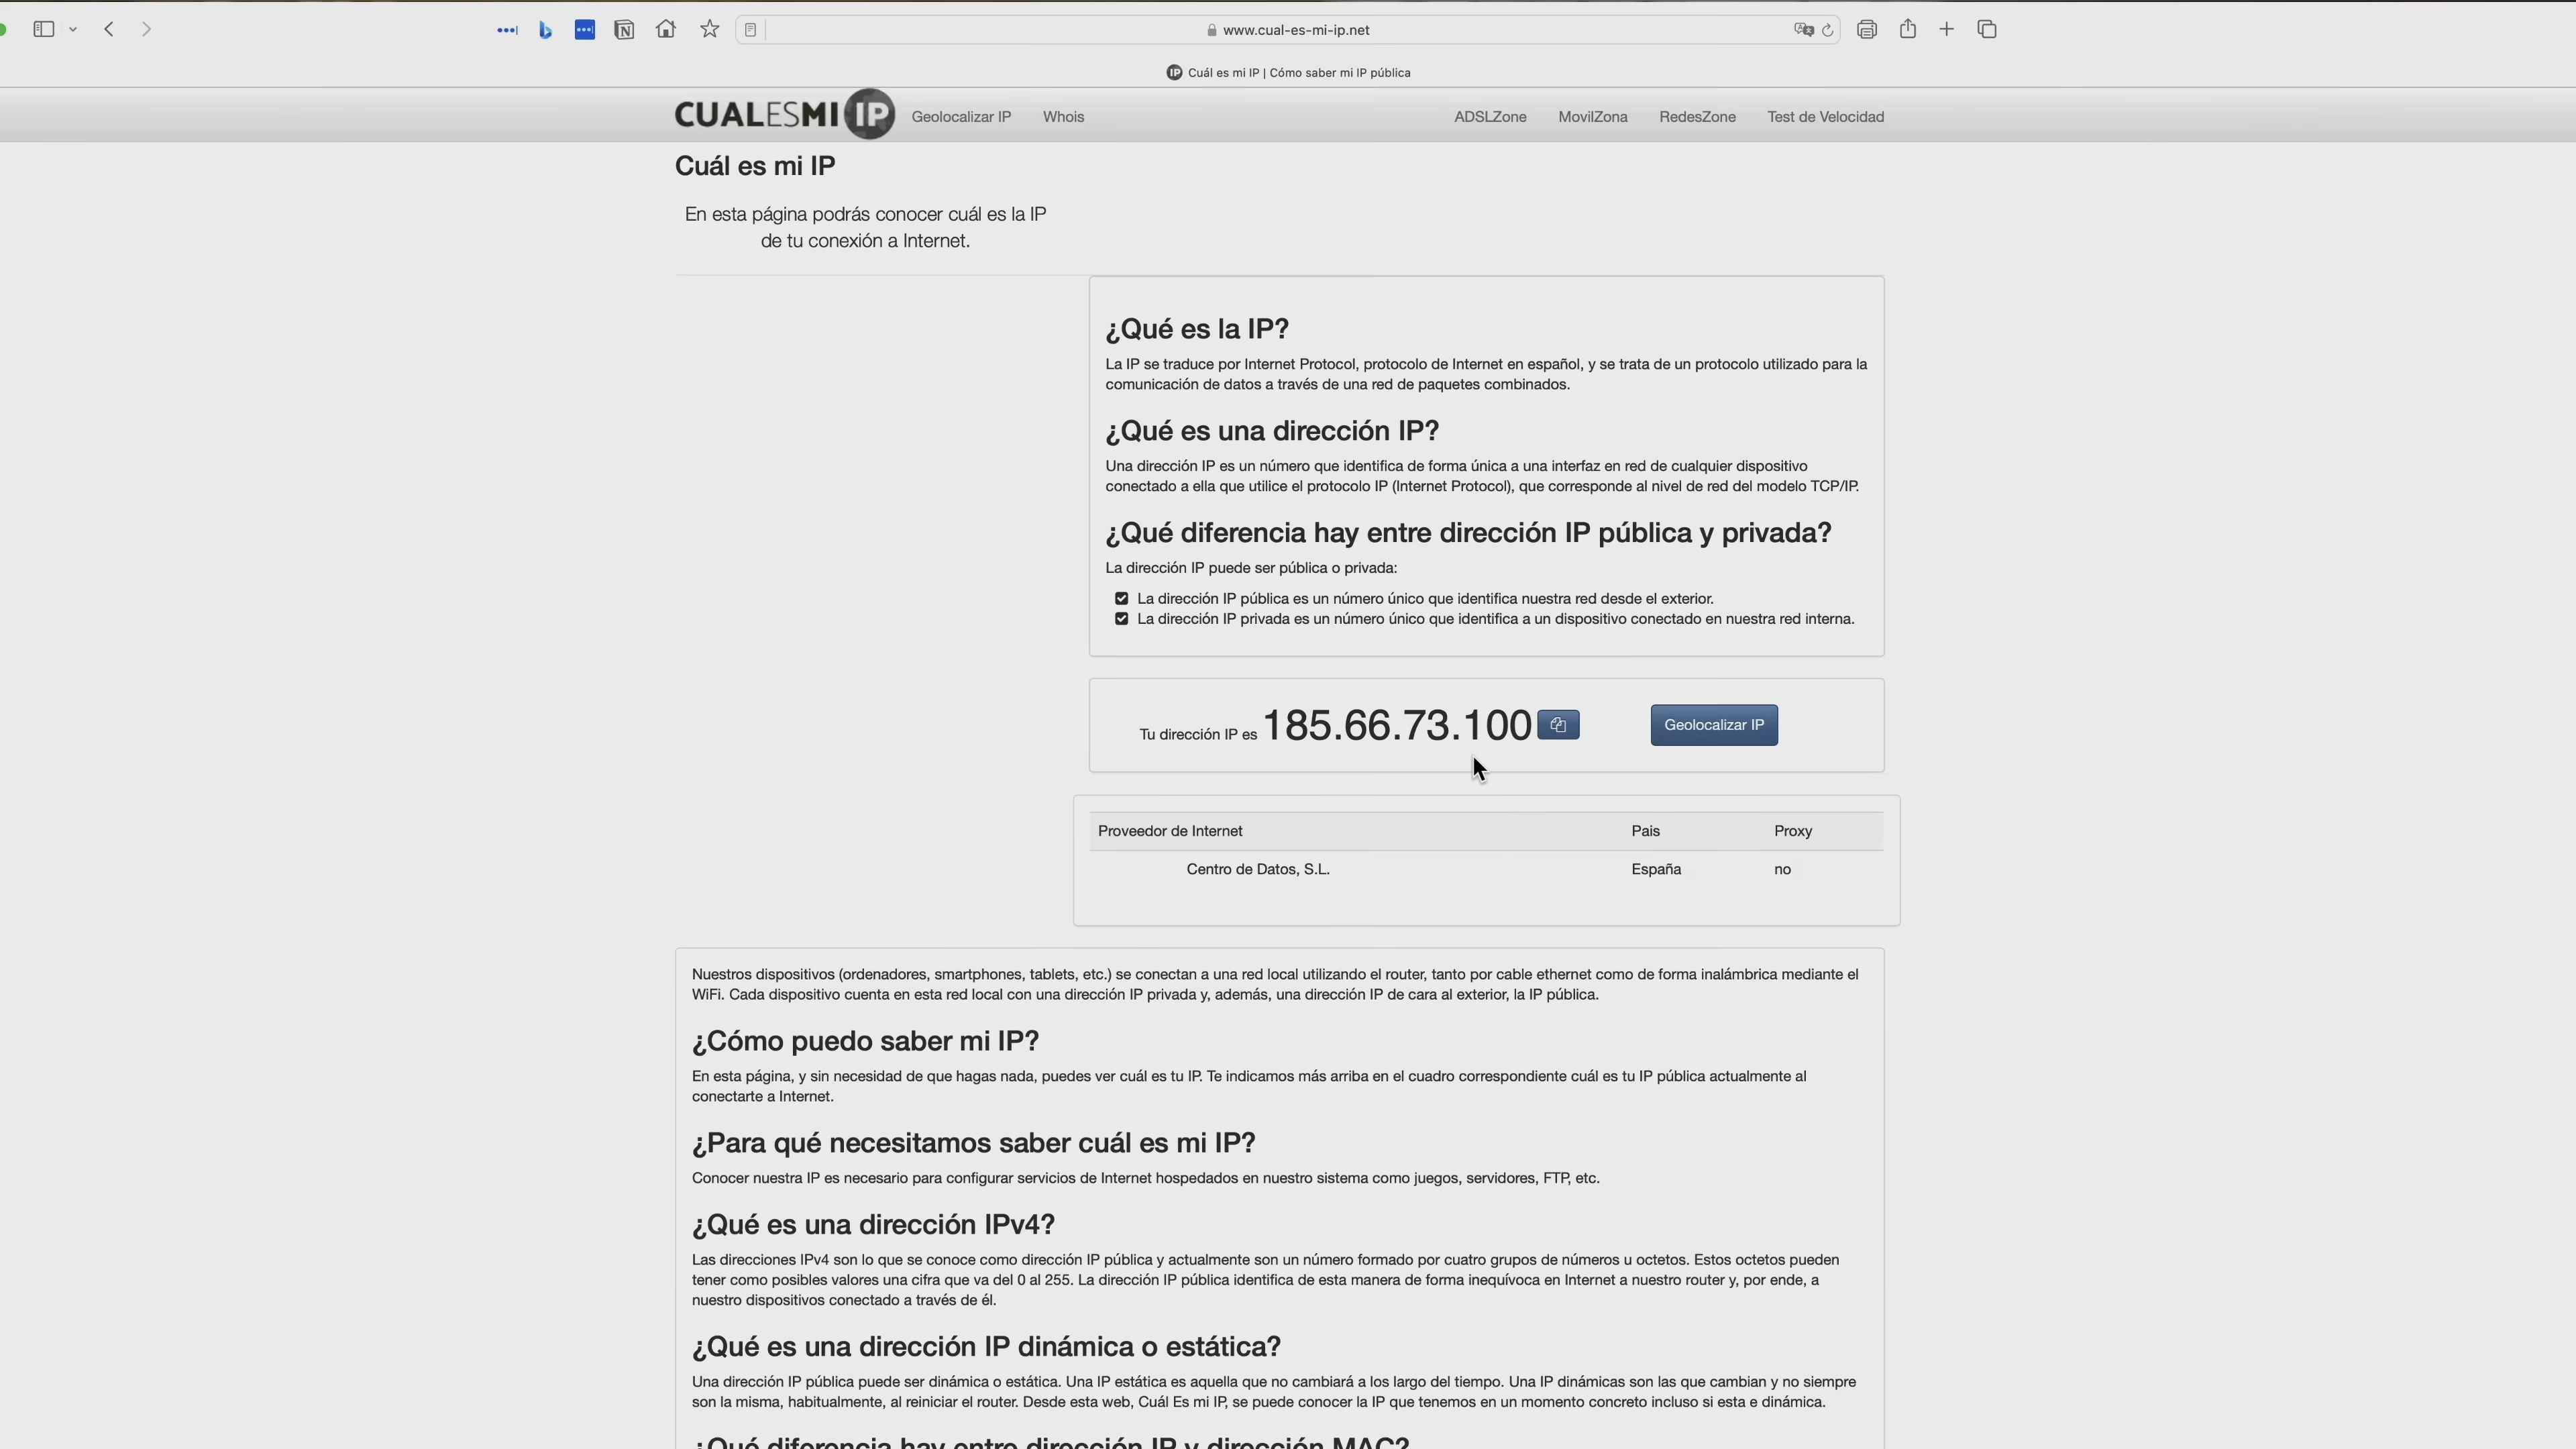 www.cual-es-mi-ip.net
IP Cuál es mi IP | Cómo saber mi IP pública
CUALESMI IP Geolocalizar IP Whois ADSLZone MovilZona RedesZone Test de Velocidad
Cuál es mi IP
En esta página podrás conocer cuál es la IP
de tu conexión a Internet.
¿Qué es la IP?
La IP se traduce por Internet Protocol, protocolo de Internet en español, y se trata de un protocolo utilizado para la
comunicación de datos a través de una red de paquetes combinados.
¿Qué es una dirección IP?
Una dirección IP es un número que identifica de forma única a una interfaz en red de cualquier dispositivo
conectado a ella que utilice el protocolo IP (Internet Protocol), que corresponde al nivel de red del modelo TCP/IP.
¿Qué diferencia hay entre dirección IP pública y privada?
La dirección IP puede ser pública o privada:
La dirección IP pública es un número único que identifica nuestra red desde el exterior.
La dirección IP privada es un número único que identifica a un dispositivo conectado en nuestra red interna.
Tu dirección IP es 185.66.73.100 Geolocalizar IP
Proveedor de Internet Pais Proxy
Centro de Datos, S.L. España no
Nuestros dispositivos (ordenadores, smartphones, tablets, etc.) se conectan a una red local utilizando el router, tanto por cable ethernet como de forma inalámbrica mediante el
WiFi. Cada dispositivo cuenta en esta red local con una dirección IP privada y, además, una dirección IP de cara al exterior, la IP pública.
¿Cómo puedo saber mi IP?
En esta página, y sin necesidad de que hagas nada, puedes ver cuál es tu IP. Te indicamos más arriba en el cuadro correspondiente cuál es tu IP pública actualmente al
conectarte a Internet.
¿Para qué necesitamos saber cuál es mi IP?
Conocer nuestra IP es necesario para configurar servicios de Internet hospedados en nuestro sistema como juegos, servidores, FTP, etc.
¿Qué es una dirección IPv4?
Las direcciones IPv4 son lo que se conoce como dirección IP pública y actualmente son un número formado por cuatro grupos de números u octetos. Estos octetos pueden
tener como posibles valores una cifra que va del 0 al 255. La dirección IP pública identifica de esta manera de forma inequívoca en Internet a nuestro router y, por ende, a
nuestro dispositivos conectado a través de él.
¿Qué es una dirección IP dinámica o estática?
Una dirección IP pública puede ser dinámica o estática. Una IP estática es aquella que no cambiará a los largo del tiempo. Una IP dinámicas son las que cambian y no siempre
son la misma, habitualmente, al reiniciar el router. Desde esta web, Cuál Es mi IP, se puede conocer la IP que tenemos en un momento concreto incluso si esta e dinámica.
¿Qué diferencia hay entre dirección IP y dirección MAC?